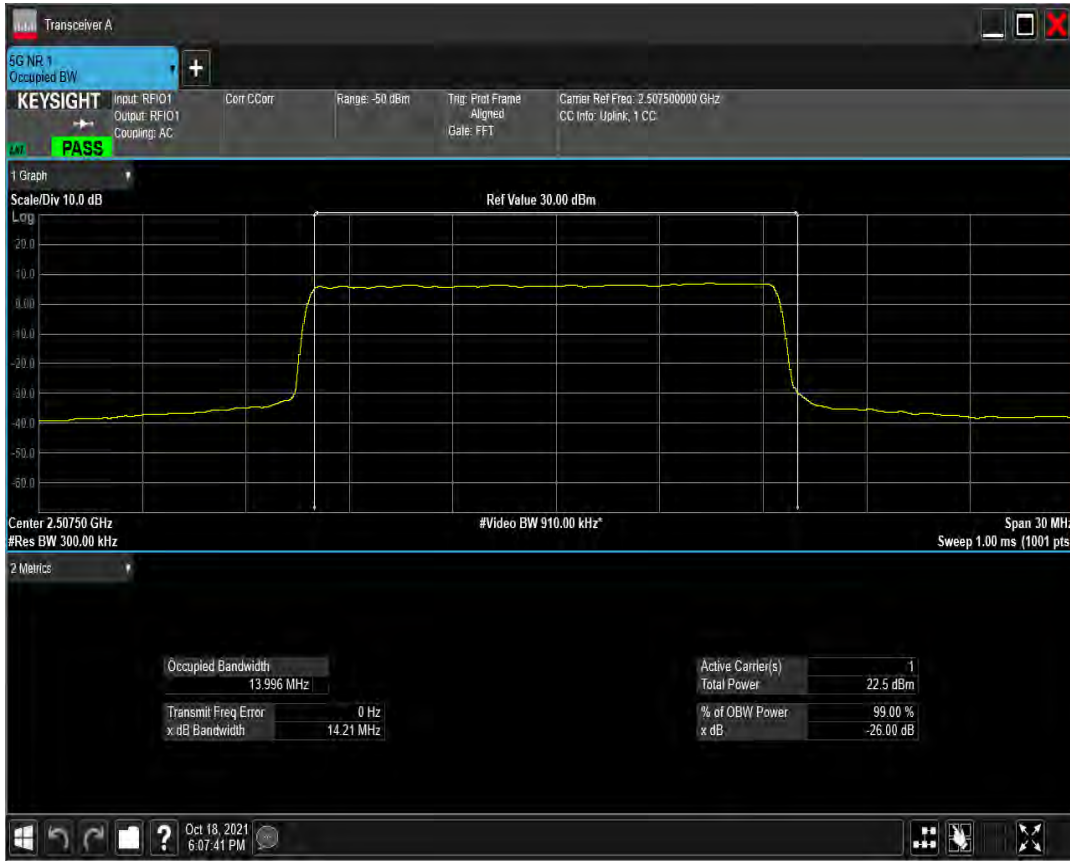 Transceiver A
5G NR 1
Occupied BW
+
KEYSIGHT
Input: RFIO1
Output: RFIO1
Coupling: AC
Corr CCorr
Range: -50 dBm
Trig: Prot Frame
Aligned
Gate: FFT
Carrier Ref Freq: 2.507500000 GHz
CC Info: Uplink, 1 CC
PASS
1 Graph
Scale/Div 10.0 dB
Ref Value 30.00 dBm
Log
20.0
10.0
0.00
-10.0
-20.0
-30.0
-40.0
-50.0
-60.0
Center 2.50750 GHz
#Video BW 910.00 kHz*
Span 30 MHz
#Res BW 300.00 kHz
Sweep 1.00 ms (1001 pts
2 Metrics
Occupied Bandwidth
13.996 MHz
Transmit Freq Error 0 Hz
x dB Bandwidth 14.21 MHz
Active Carrier(s) 1
Total Power 22.5 dBm
% of OBW Power 99.00 %
x dB -26.00 dB
?
Oct 18, 2021
6:07:41 PM